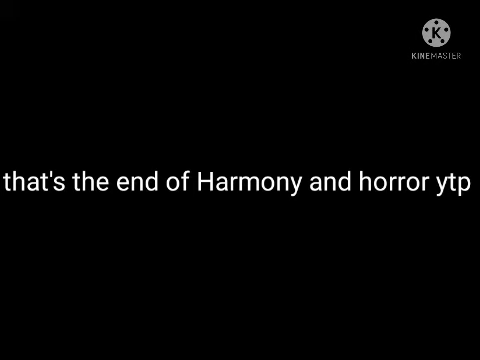 K
KINEMASTER
that's the end of Harmony and horror ytp